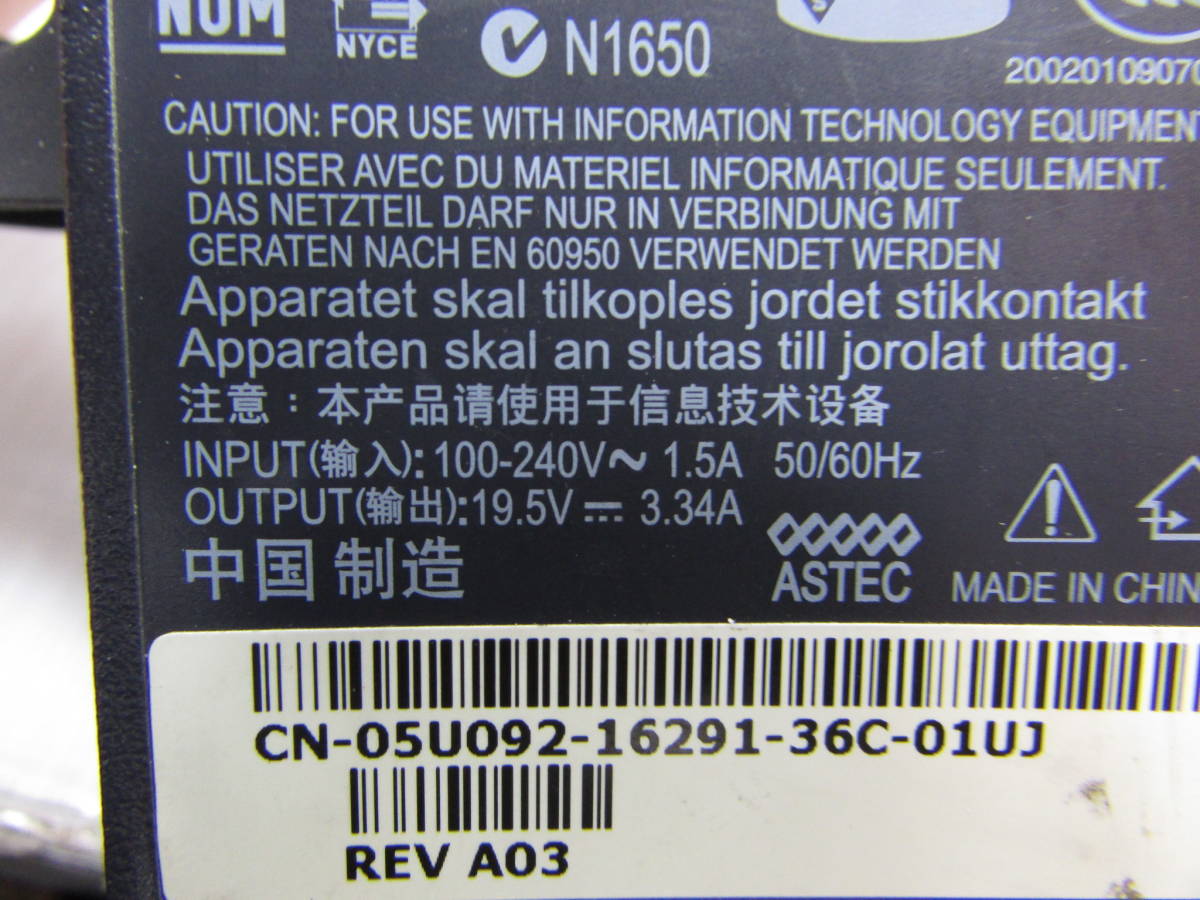 NOM
NYCE
N1650
CAUTION: FOR USE WITH INFORMATION TECHNOLOGY EQUIPMENT
UTILISER AVEC DU MATERIEL INFORMATIQUE SEULEMENT.
DAS NETZTEIL DARF NUR IN VERBINDUNG MIT
GERATEN NACH EN 60950 VERWENDET WERDEN
Apparatet skal tilkoples jordet stikkontakt
Apparaten skal an slutas till jorolat uttag.
注意：本产品请使用于信息技术设备
INPUT(输入): 100-240V~ 1.5A 50/60Hz
OUTPUT(输出):19.5V ⎓ 3.34A
中国 制造
ASTEC
MADE IN CHIN
CN-05U092-16291-36C-01UJ
REV A03